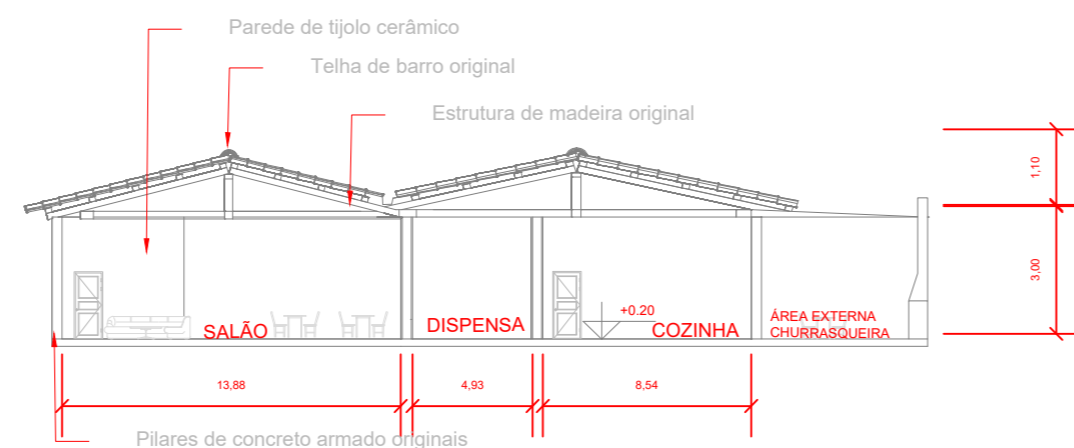 Parede de tijolo cerâmico
Telha de barro original
Estrutura de madeira original
1,10
3,00
+0.20
SALÃO
DISPENSA
COZINHA
ÁREA EXTERNA
CHURRASQUEIRA
13,88
4,93
8,54
Pilares de concreto armado originais